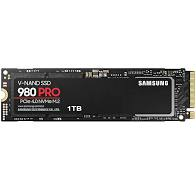 V-NAND SSD
980 PRO
PCIe 4.0 NVMe M.2
SAMSUNG
1TB